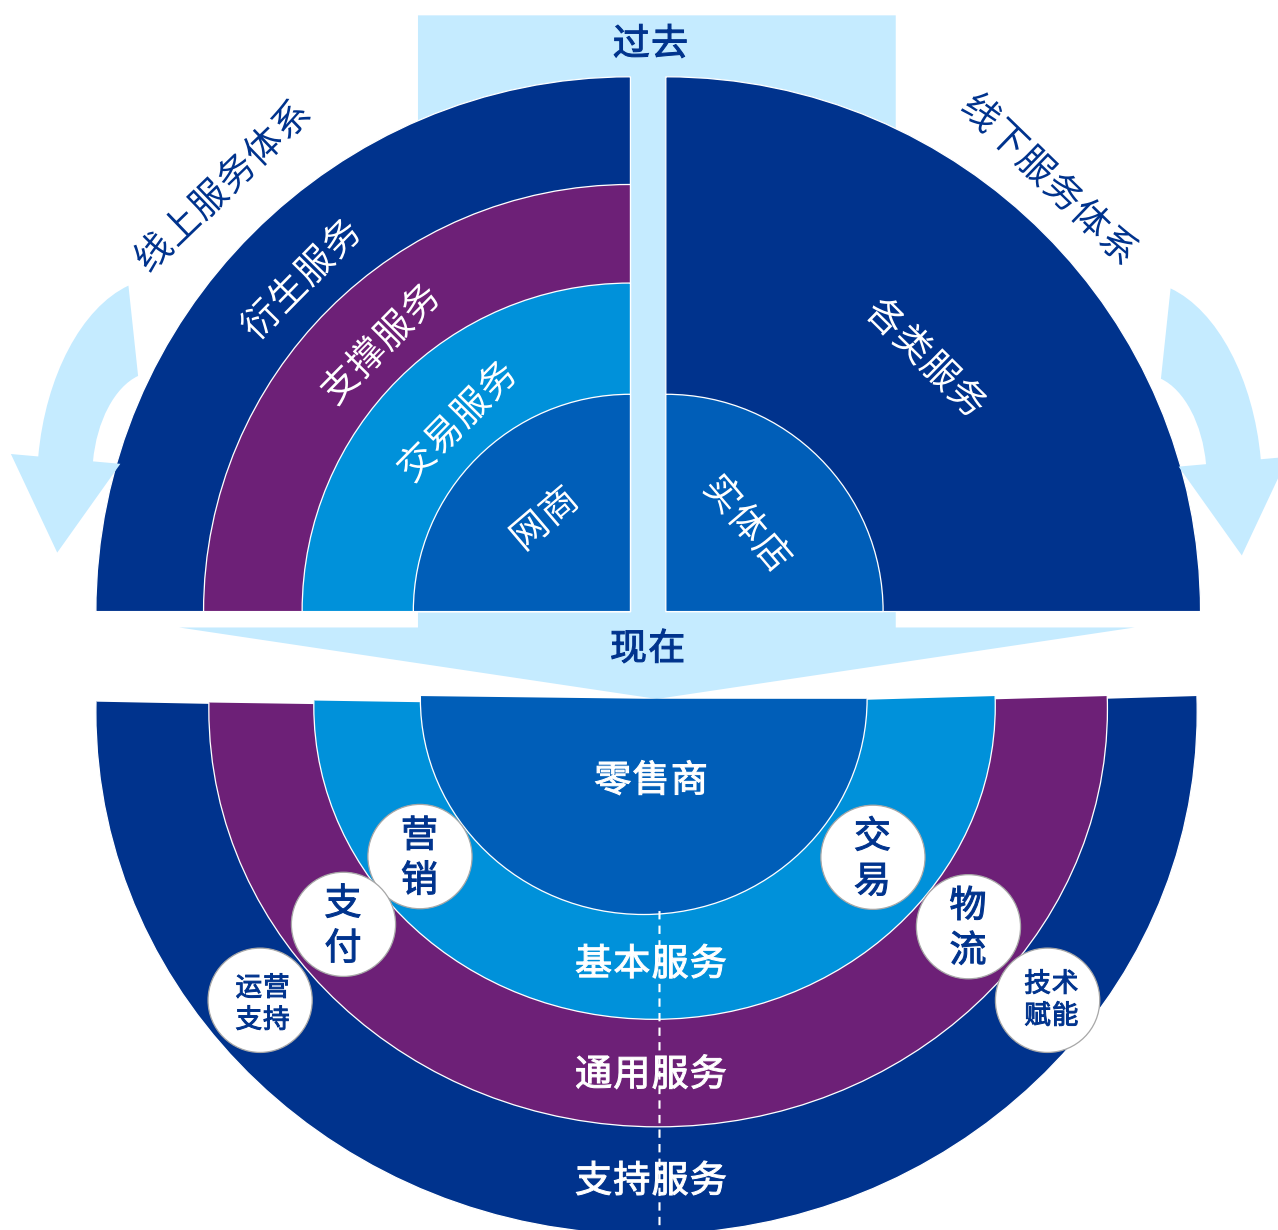 过去
线上服务体系
线下服务体系
衍生服务
支撑服务
交易服务
网商
各类服务
实体店
现在
零售商
营
销
交
易
支
付
物
流
运营
支持
技术
赋能
基本服务
通用服务
支持服务